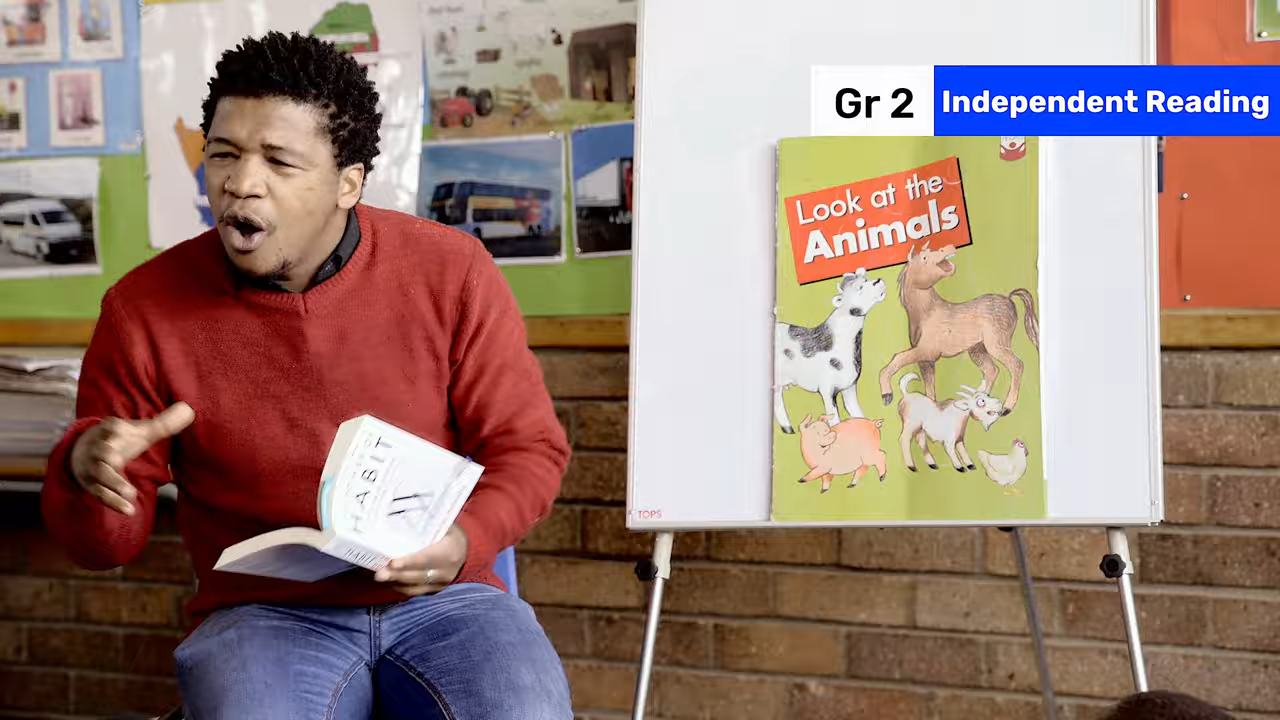 Gr 2
Independent Reading
Look at the
Animals
HABIT
TOPS